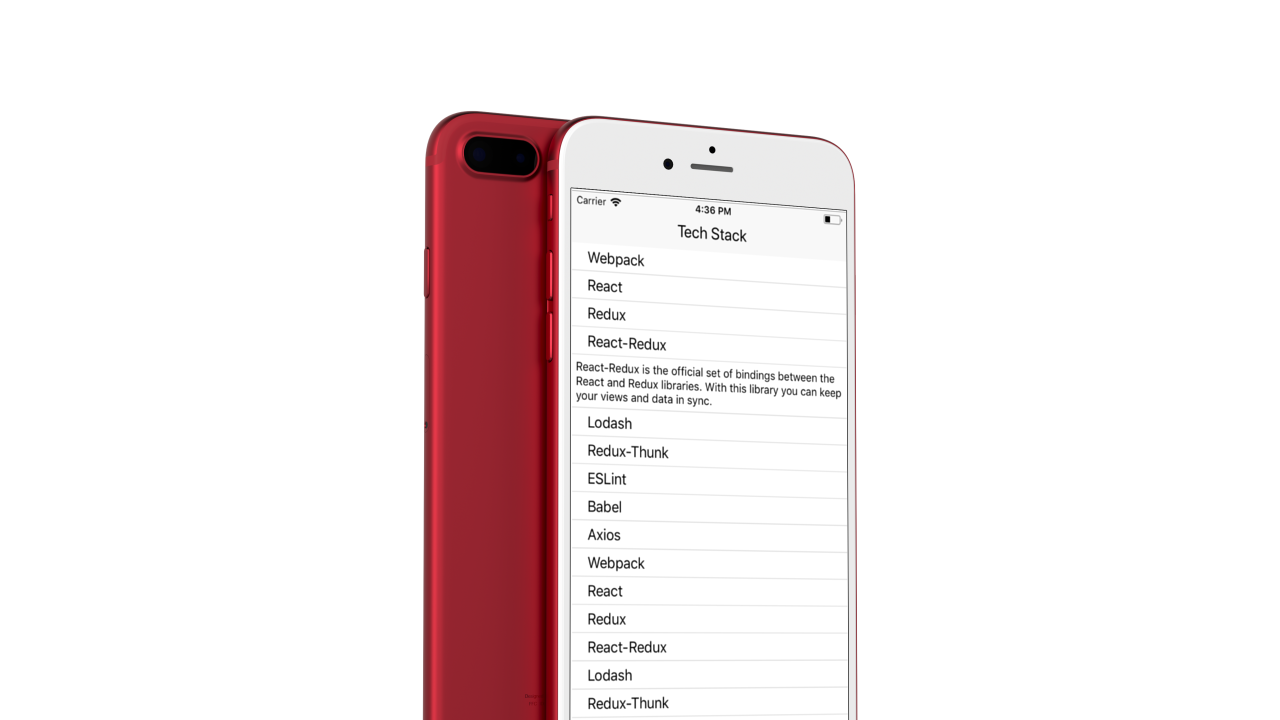 Carrier
4:36 PM
Tech Stack
Webpack
React
Redux
React-Redux
React-Redux is the official set of bindings between the
React and Redux libraries. With this library you can keep
your views and data in sync.
Lodash
Redux-Thunk
ESLint
Babel
Axios
Webpack
React
Redux
React-Redux
Lodash
Redux-Thunk